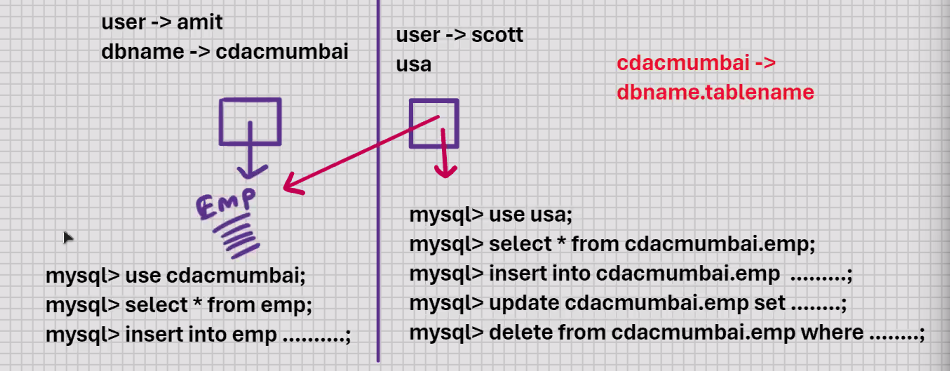 user -> amit
dbname -> cdacmumbai
Emp
mysql> use cdacmumbai;
mysql> select * from emp;
mysql> insert into emp ..........;
user -> scott
usa
mysql> use usa;
mysql> select * from cdacmumbai.emp;
mysql> insert into cdacmumbai.emp .........;
mysql> update cdacmumbai.emp set ........;
mysql> delete from cdacmumbai.emp where ........;
cdacmumbai ->
dbname.tablename